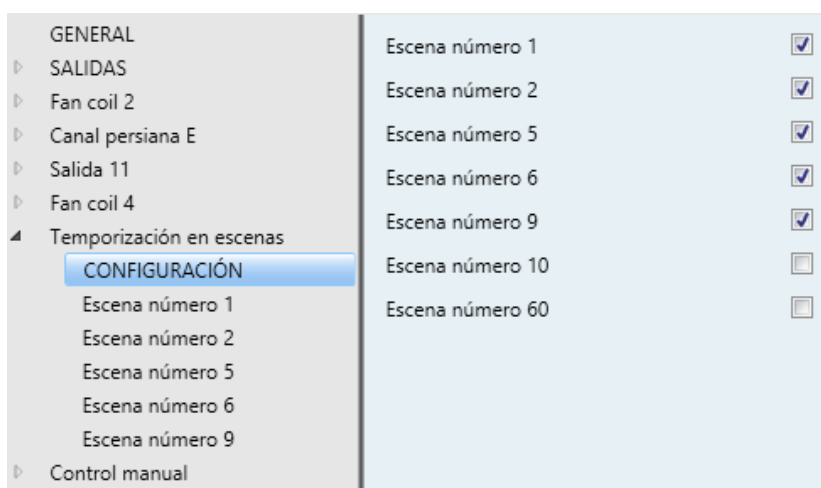 GENERAL
SALIDAS
Fan coil 2
Canal persiana E
Salida 11
Fan coil 4
Temporización en escenas
CONFIGURACIÓN
Escena número 1
Escena número 2
Escena número 5
Escena número 6
Escena número 9
Control manual
Escena número 1
Escena número 2
Escena número 5
Escena número 6
Escena número 9
Escena número 10
Escena número 60